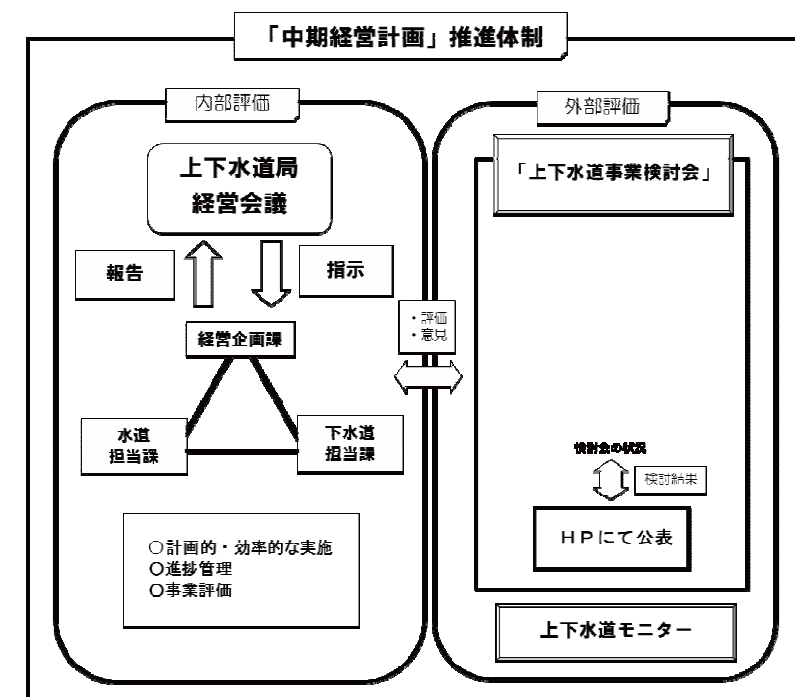 「中期経営計画」推進体制
内部評価
上下水道局
経営会議
報告
指示
経営企画課
水道
担当課
下水道
担当課
○計画的・効率的な実施
○進捗管理
○事業評価
・評価
・意見
外部評価
「上下水道事業検討会」
検討会の状況
検討結果
ＨＰにて公表
上下水道モニター